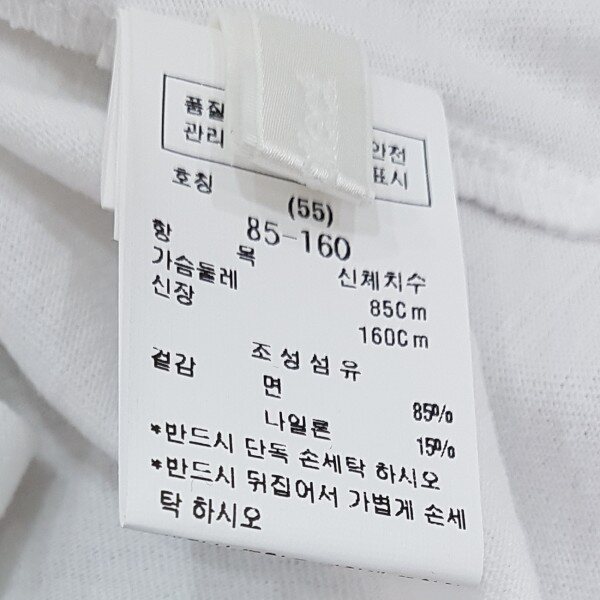 품질
안전
관리
표시
호칭
(55)
85-160
항 목 신체치수
가슴둘레 85Cm
신장 160Cm
조성섬유
겉감 면 85%
나일론 15%
*반드시 단독 손세탁 하시오
*반드시 뒤집어서 가볍게 손세
탁 하시오